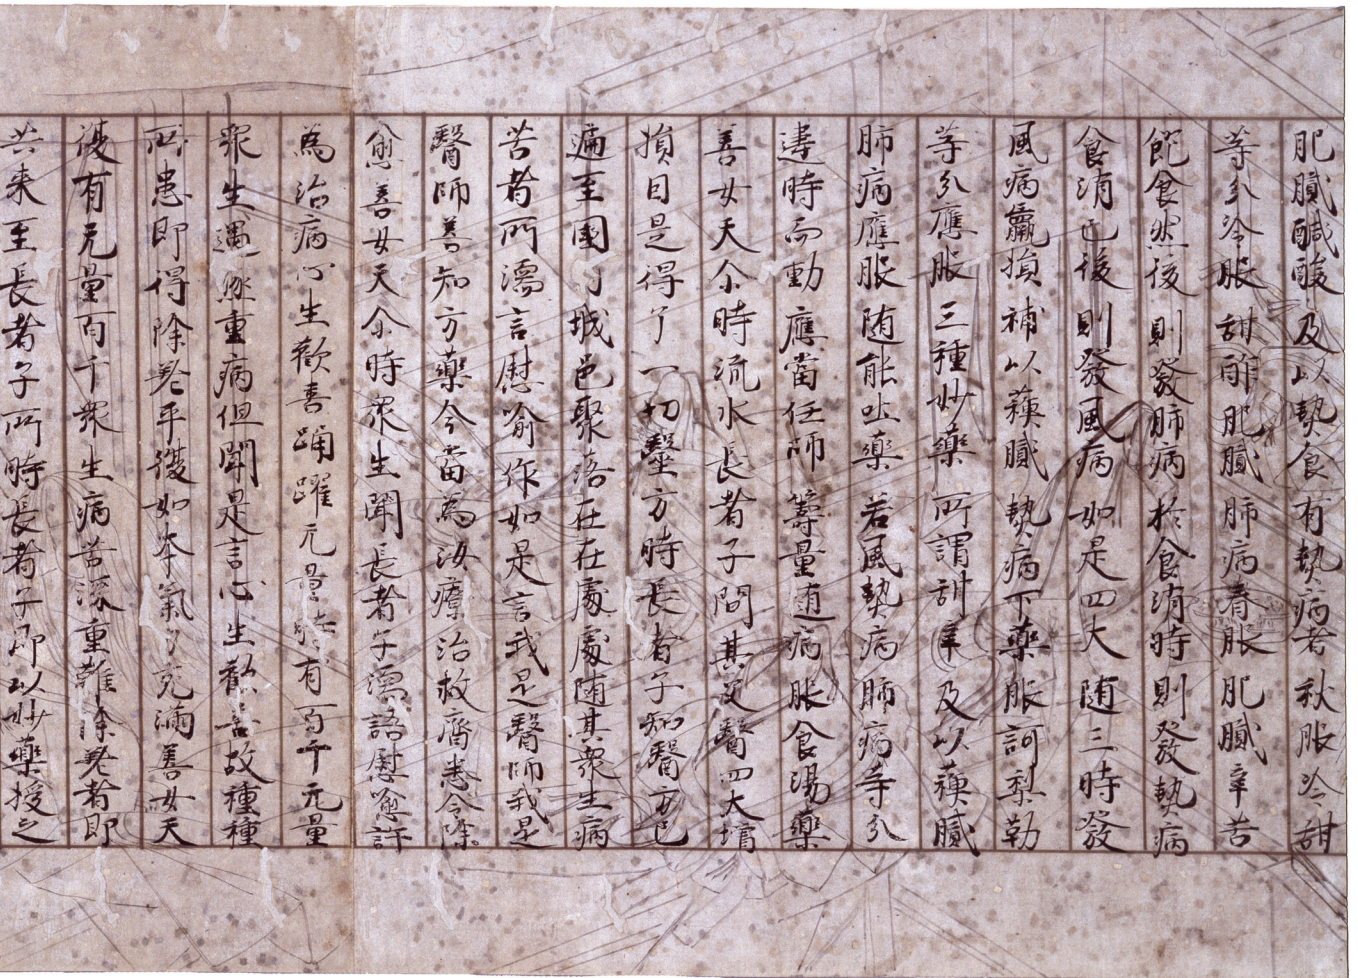 肥膩醎酸及以熱食有熱病者秋服冷甜
等分冷服甜酢肥膩肺病春服肥膩辛苦
飽食然後則發肺病於食消時則發熱病
食消已後則發風病如是四大随三時發
風病羸損補以蘓膩熱病下藥服訶梨勒
等分應服三種妙藥所謂甜辛及以蘓膩
肺病應服随能吐藥若風熱病肺病等分
違時而動應當任師籌量随病服食湯藥
善女天尒時流水長者子問其父醫四大增
損因是得了一切醫方時長者子知醫方已
遍至國内城邑聚落在在處處随其衆生病
苦者所濡言慰喻作如是言我是醫師我是
醫師善知方藥今當為汝療治救濟悉令除
愈善女天尒時衆生聞長者子濡語慰喻許
為治病心生歡喜踊躍无量時有百千无量
衆生遇然重病但聞是言心生歡喜故種種
所患即得除差平復如本氣力充滿善女天
復有无量百千衆生病苦深重難除差者即
共来至長者子所時長者子即以妙藥授之